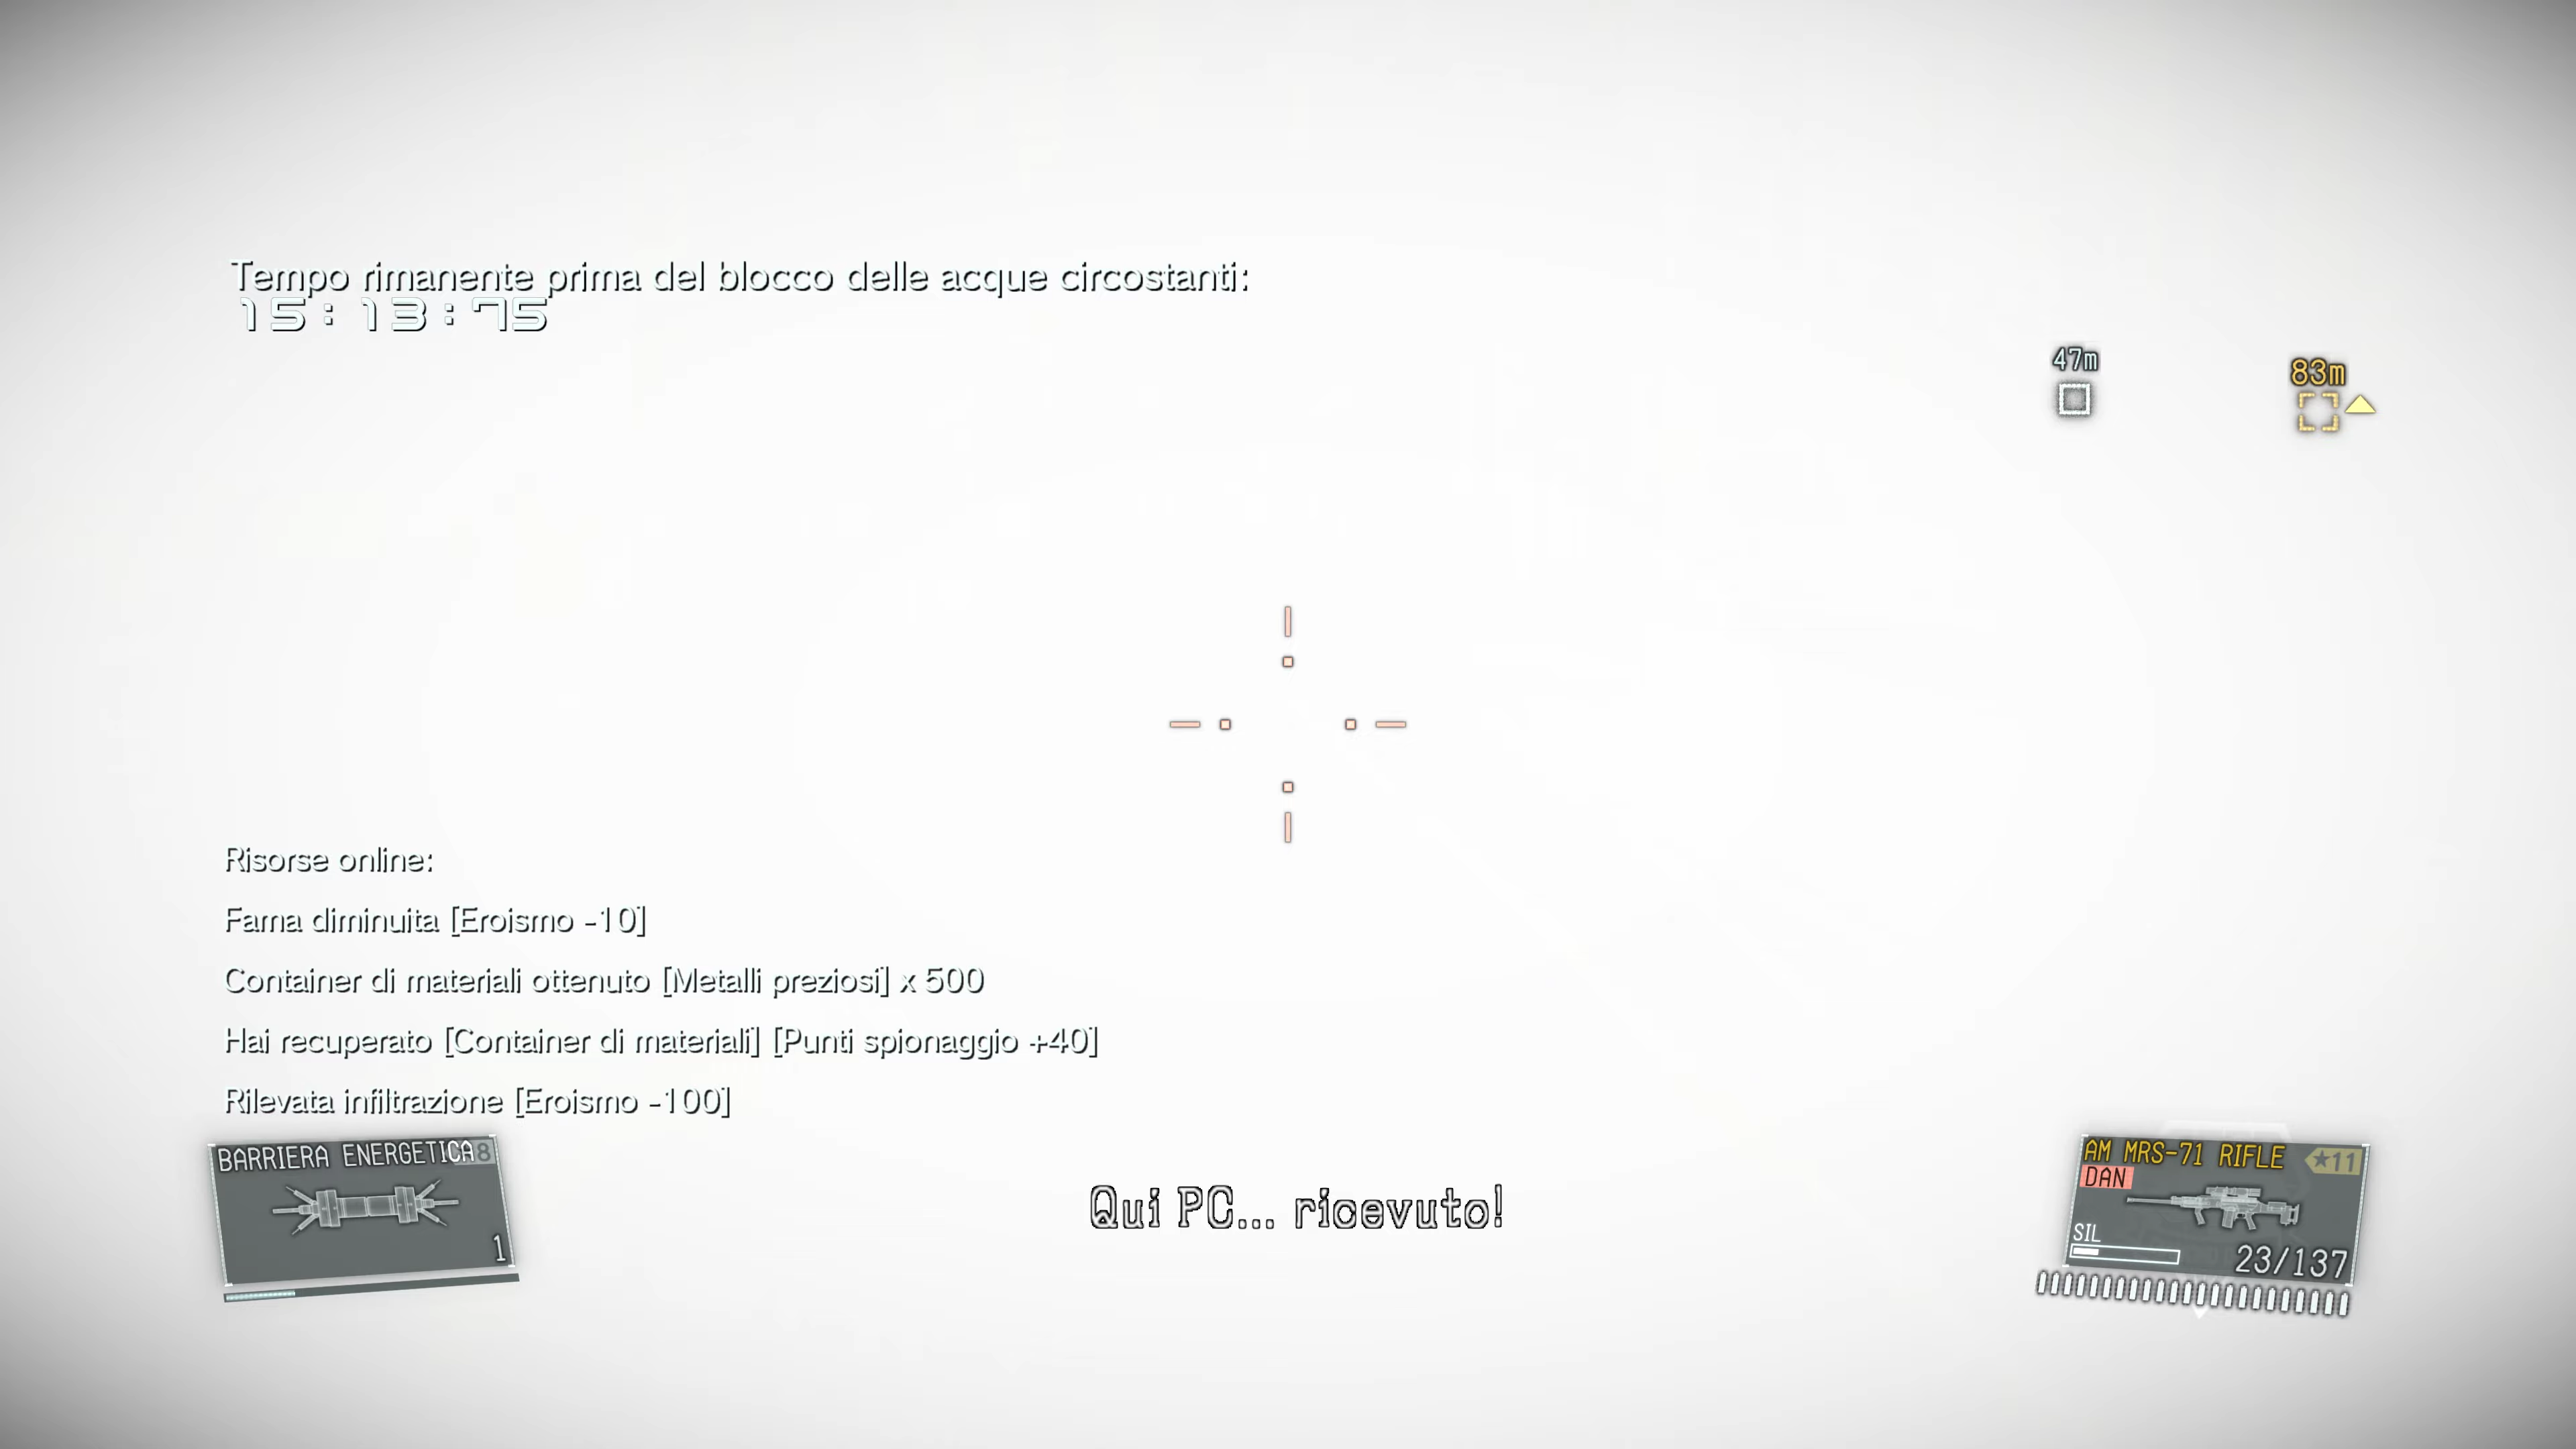 Tempo rimanente prima del blocco delle acque circostanti:
15:13:75
47m
83m
Risorse online:
Fama diminuita [Eroismo -10]
Container di materiali ottenuto [Metalli preziosi] x 500
Hai recuperato [Container di materiali] [Punti spionaggio +40]
Rilevata infiltrazione [Eroismo -100]
BARRIERA ENERGETICA 8
1
Qui PC... ricevuto!
AM MRS-71 RIFLE ★11
DAN
SIL
23/137